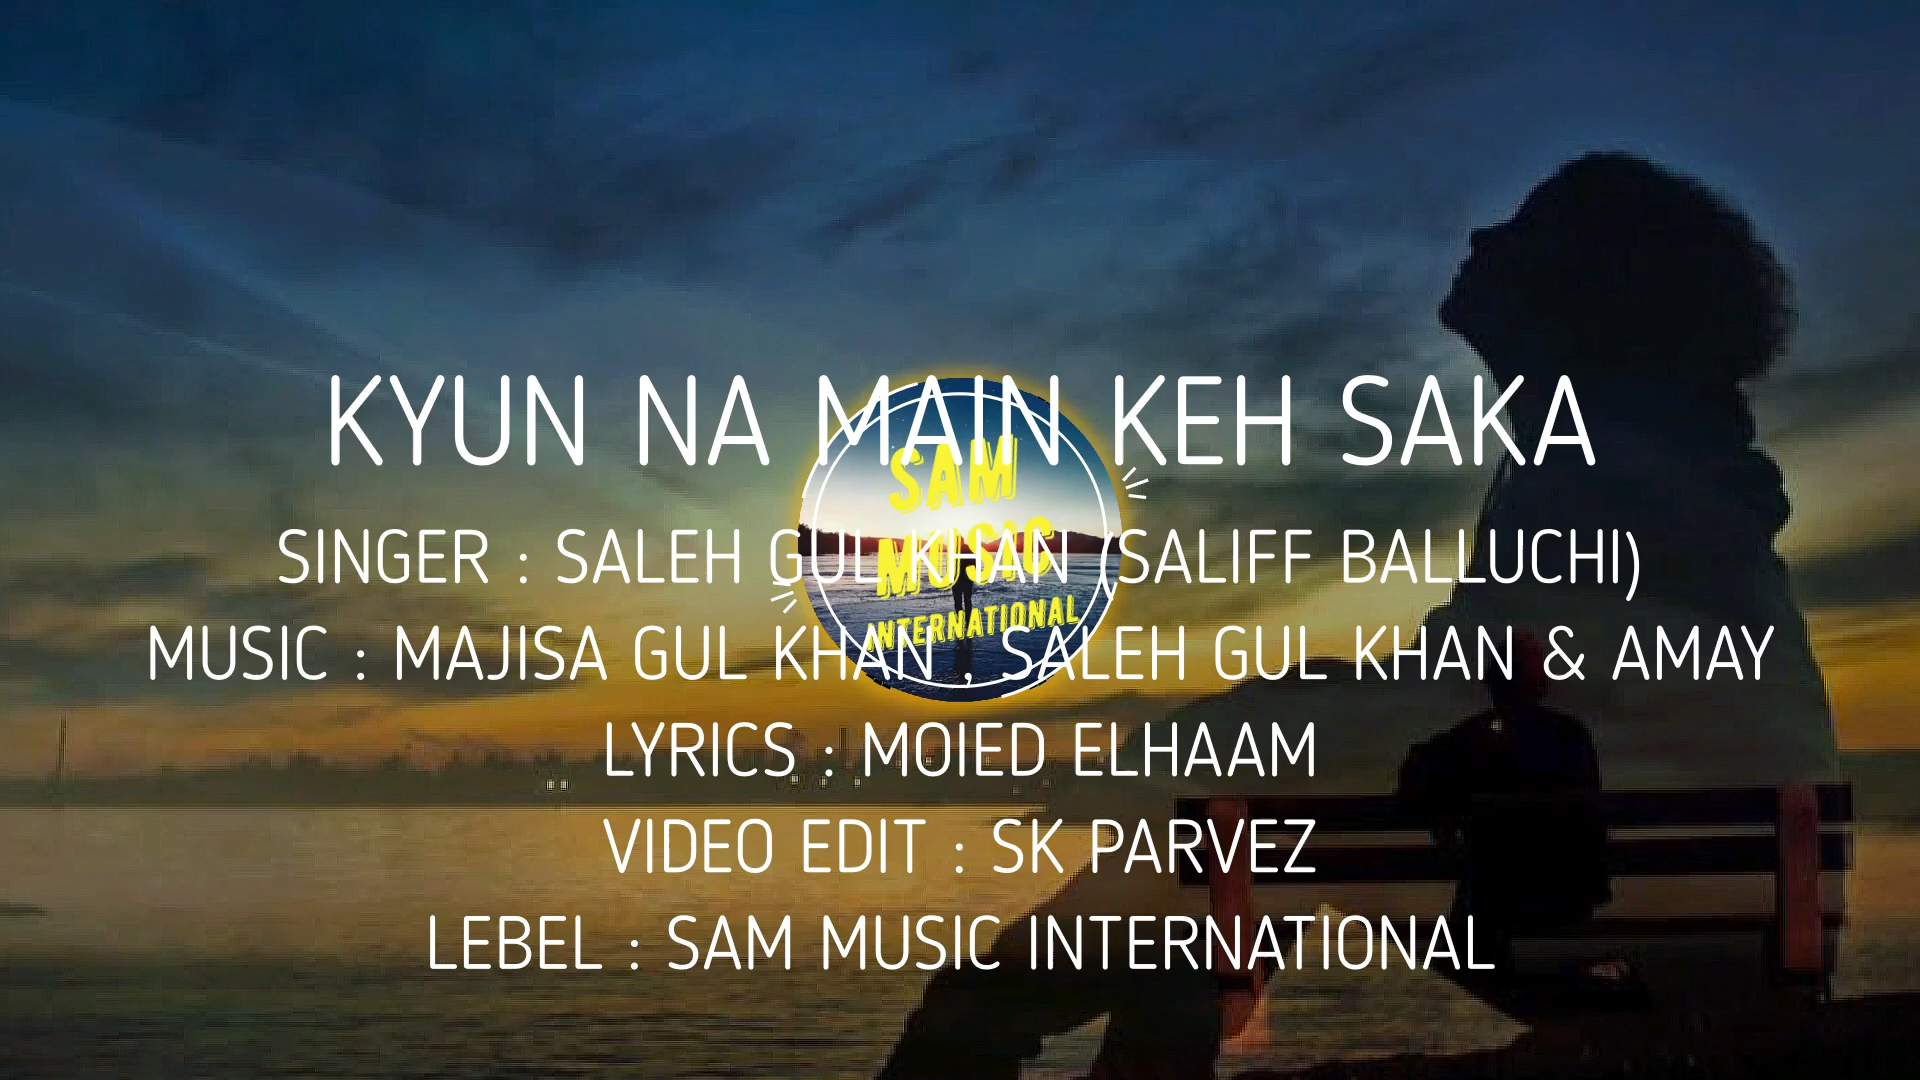 KYUN NA MAIN KEH SAKA
SINGER : SALEH GUL KHAN (SALIFF BALLUCHI)
MUSIC : MAJISA GUL KHAN , SALEH GUL KHAN & AMAY
LYRICS : MOIED ELHAAM
VIDEO EDIT : SK PARVEZ
LEBEL : SAM MUSIC INTERNATIONAL
SAM
MUSIC
INTERNATIONAL